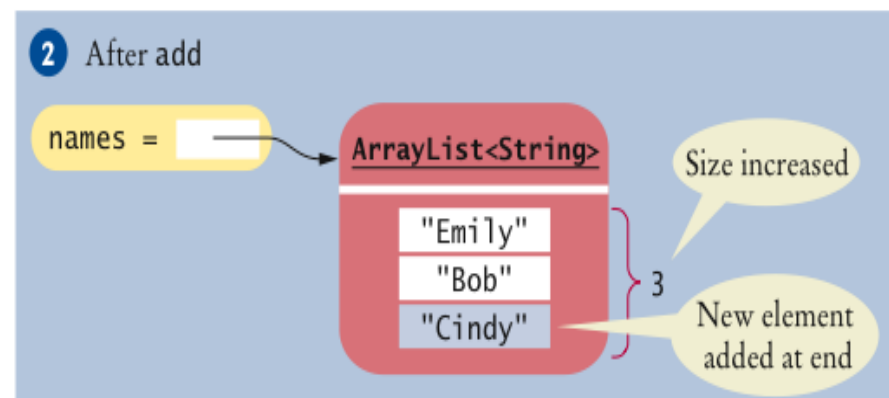 2 After add
names =
ArrayList<String>
Size increased
"Emily"
"Bob"
3
"Cindy"
New element
added at end